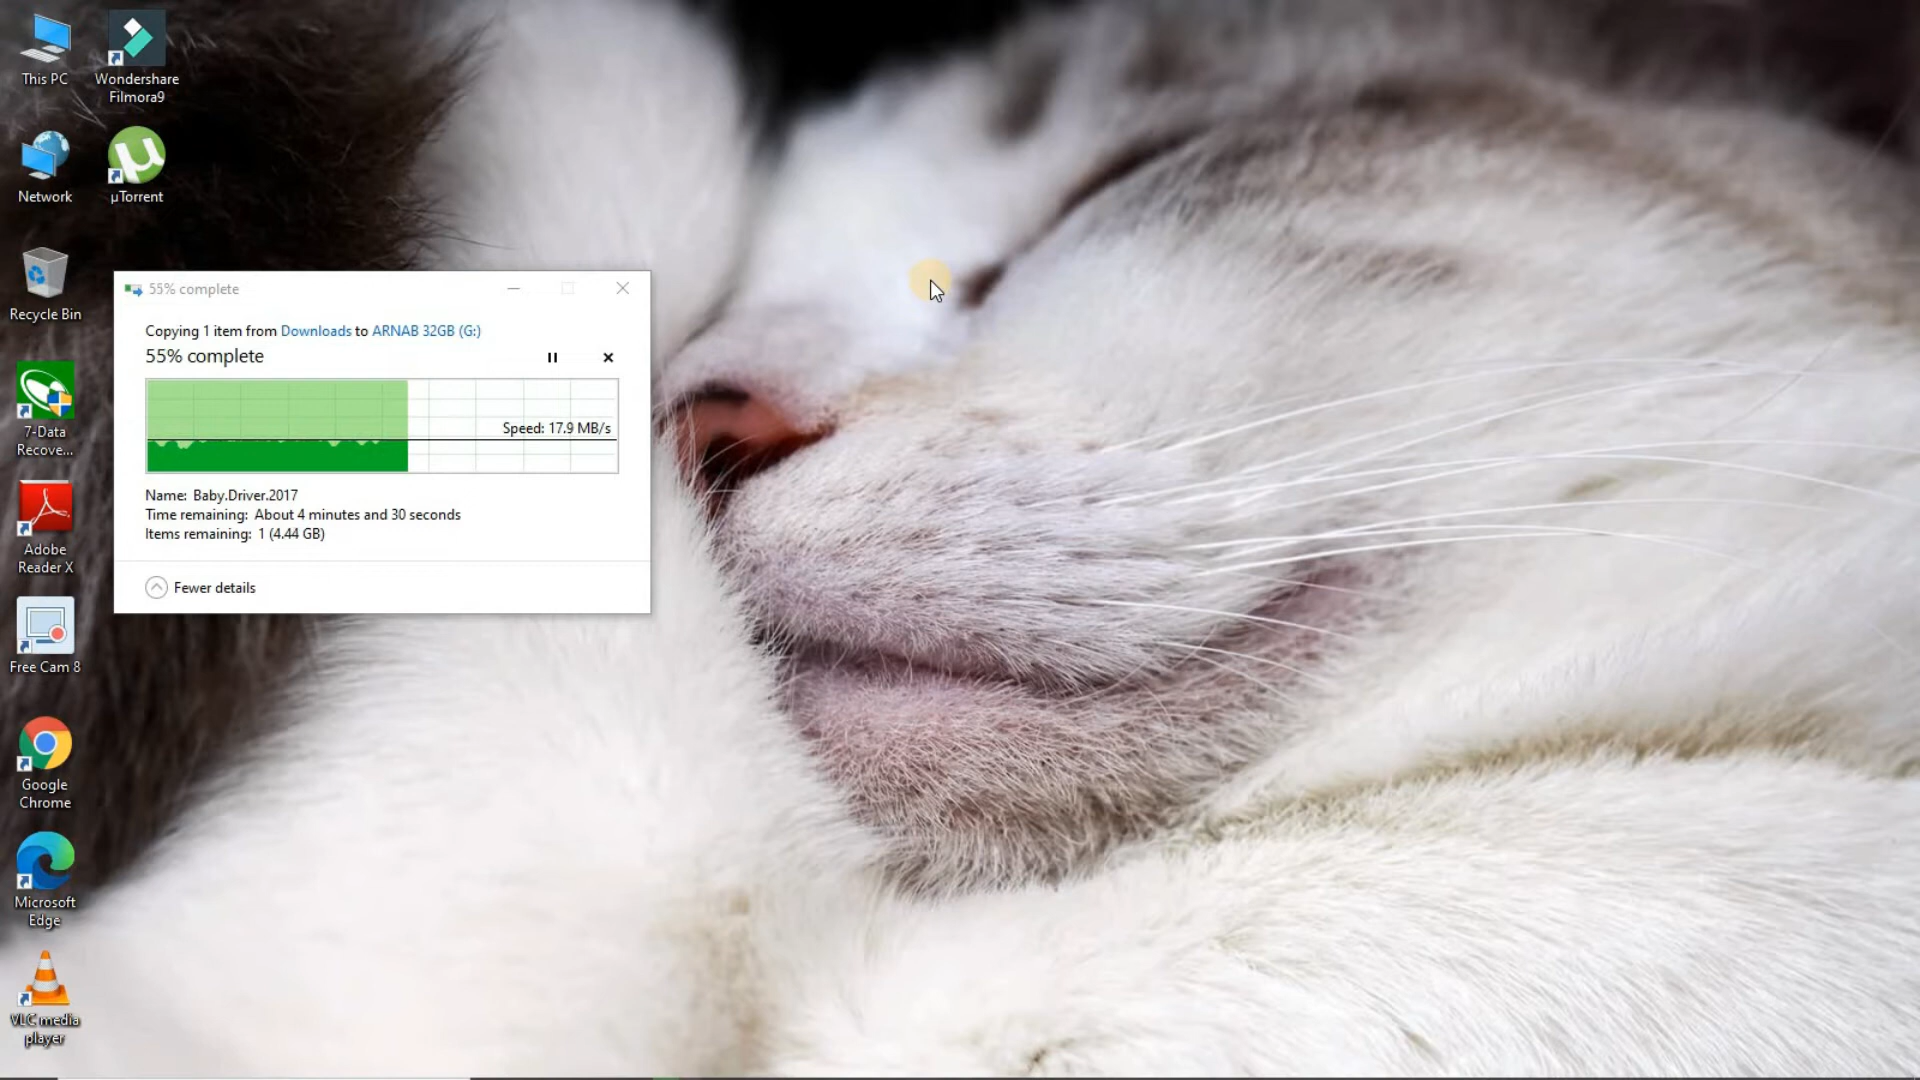 This PC
Wondershare
Filmora9
Network
µTorrent
Recycle Bin
7-Data
Recove...
Adobe
Reader X
Free Cam 8
Google
Chrome
Microsoft
Edge
VLC media
player
55% complete
Copying 1 item from Downloads to ARNAB 32GB (G:)
55% complete
Speed: 17.9 MB/s
Name: Baby.Driver.2017
Time remaining: About 4 minutes and 30 seconds
Items remaining: 1 (4.44 GB)
Fewer details